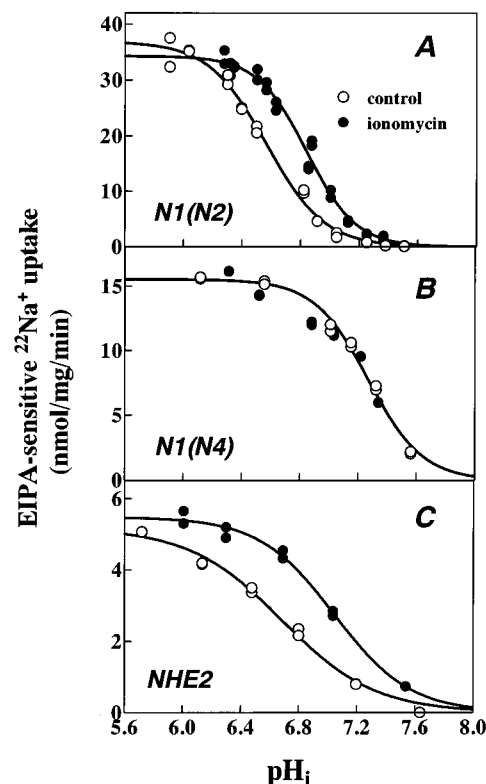 A
control
ionomycin
N1(N2)
40
30
20
10
0
B
N1(N4)
15
10
5
0
C
NHE2
6
4
2
0
5.6 6.0 6.4 6.8 7.2 7.6 8.0
pHi
EIPA-sensitive 22Na+ uptake
(nmol/mg/min)